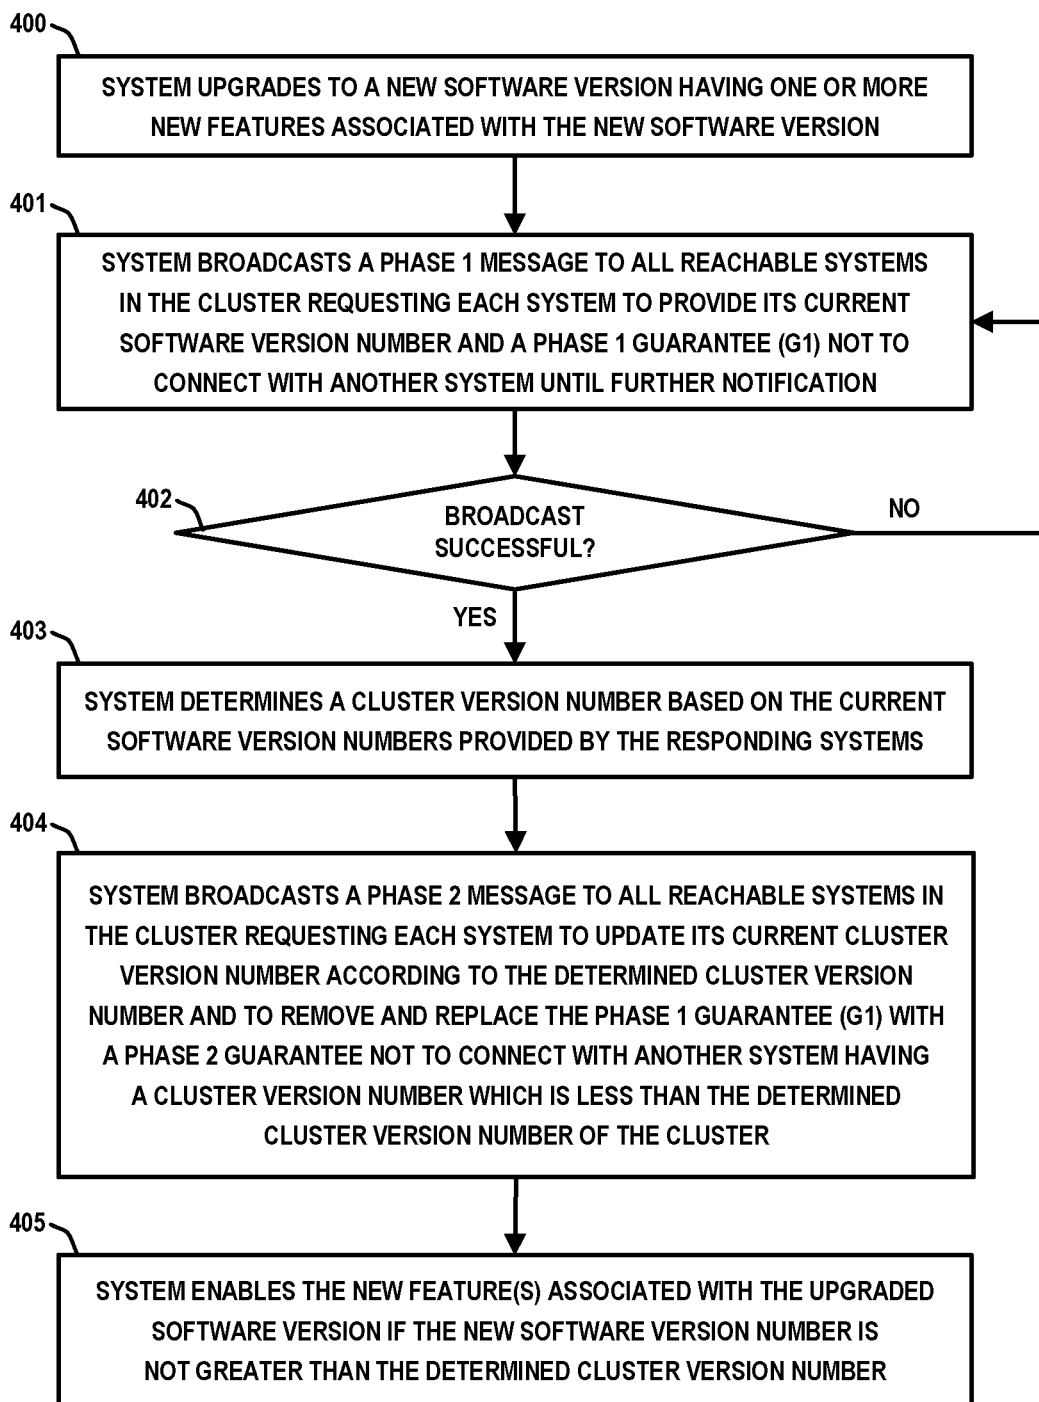 400
SYSTEM UPGRADES TO A NEW SOFTWARE VERSION HAVING ONE OR MORE
NEW FEATURES ASSOCIATED WITH THE NEW SOFTWARE VERSION
401
SYSTEM BROADCASTS A PHASE 1 MESSAGE TO ALL REACHABLE SYSTEMS
IN THE CLUSTER REQUESTING EACH SYSTEM TO PROVIDE ITS CURRENT
SOFTWARE VERSION NUMBER AND A PHASE 1 GUARANTEE (G1) NOT TO
CONNECT WITH ANOTHER SYSTEM UNTIL FURTHER NOTIFICATION
402
BROADCAST
SUCCESSFUL?
NO
YES
403
SYSTEM DETERMINES A CLUSTER VERSION NUMBER BASED ON THE CURRENT
SOFTWARE VERSION NUMBERS PROVIDED BY THE RESPONDING SYSTEMS
404
SYSTEM BROADCASTS A PHASE 2 MESSAGE TO ALL REACHABLE SYSTEMS IN
THE CLUSTER REQUESTING EACH SYSTEM TO UPDATE ITS CURRENT CLUSTER
VERSION NUMBER ACCORDING TO THE DETERMINED CLUSTER VERSION
NUMBER AND TO REMOVE AND REPLACE THE PHASE 1 GUARANTEE (G1) WITH
A PHASE 2 GUARANTEE NOT TO CONNECT WITH ANOTHER SYSTEM HAVING
A CLUSTER VERSION NUMBER WHICH IS LESS THAN THE DETERMINED
CLUSTER VERSION NUMBER OF THE CLUSTER
405
SYSTEM ENABLES THE NEW FEATURE(S) ASSOCIATED WITH THE UPGRADED
SOFTWARE VERSION IF THE NEW SOFTWARE VERSION NUMBER IS
NOT GREATER THAN THE DETERMINED CLUSTER VERSION NUMBER